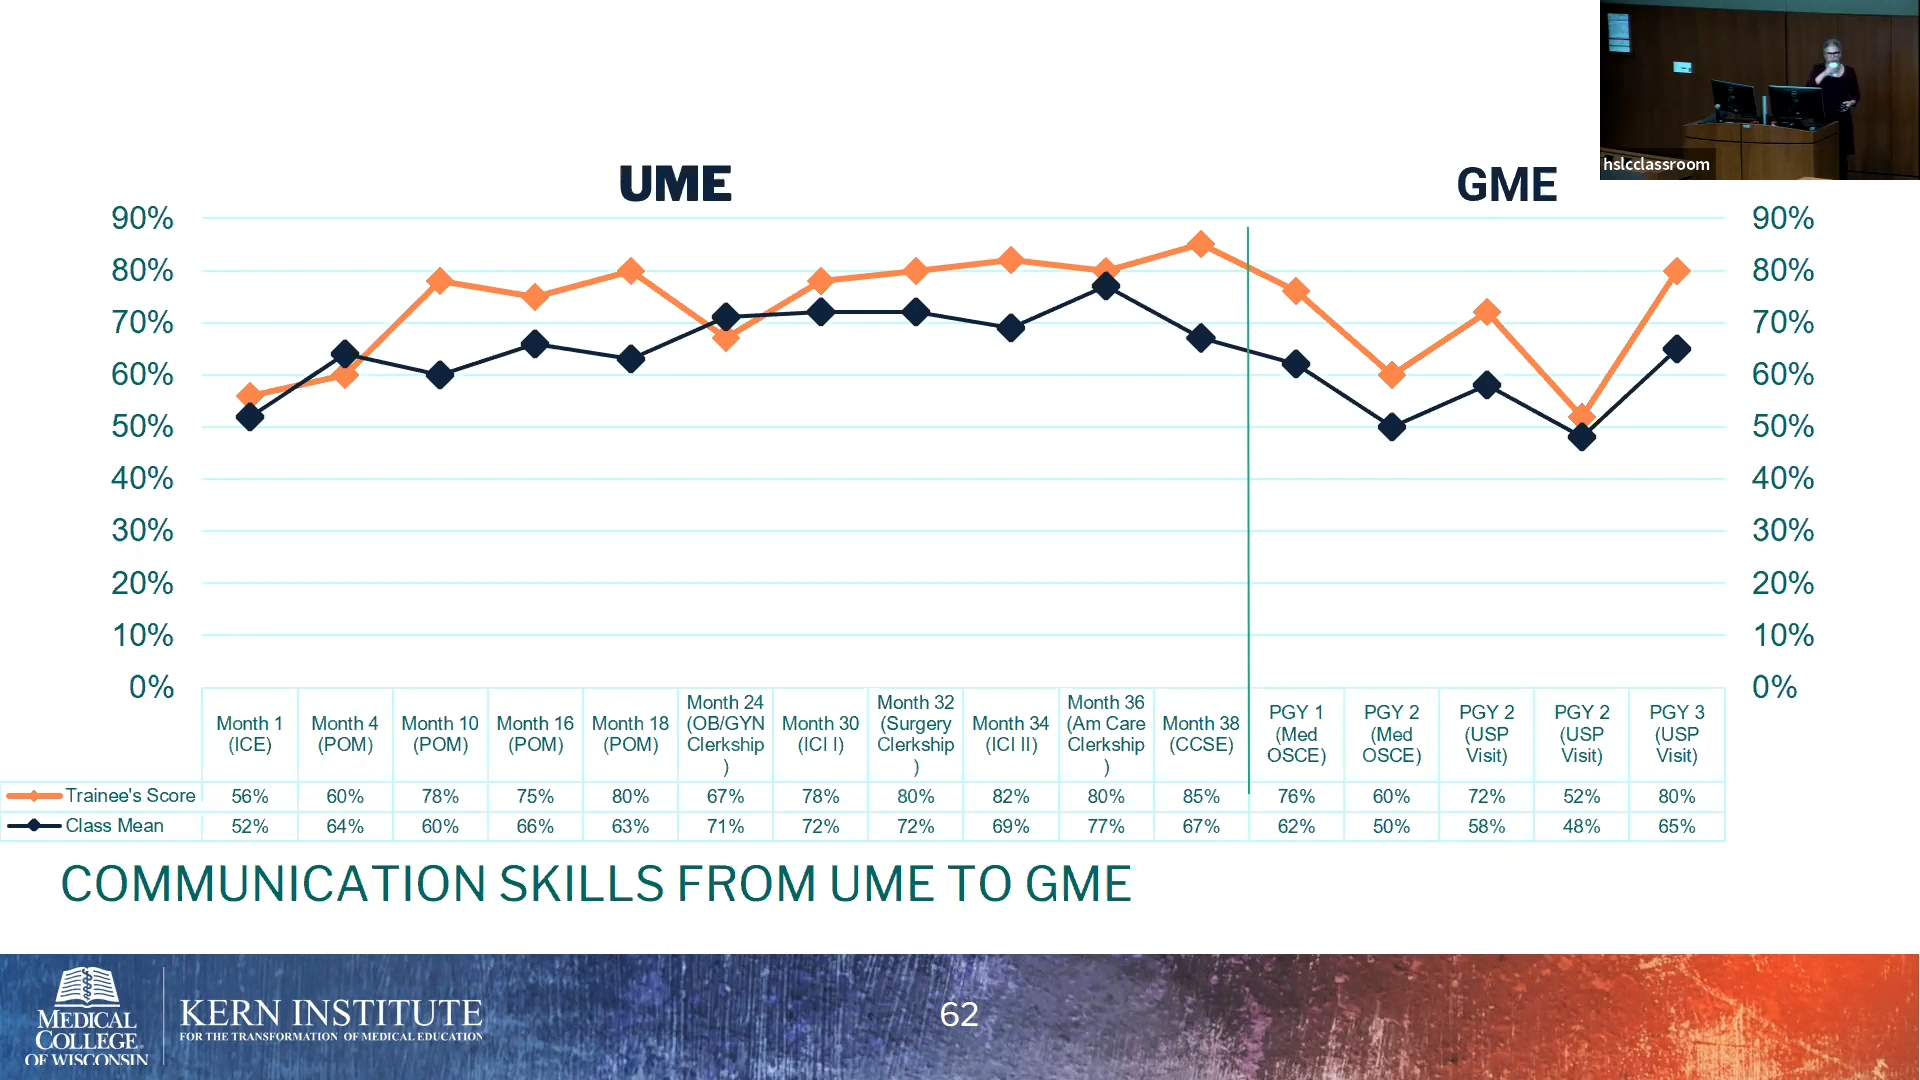 hslcclassroom
UME
GME
90%
80%
70%
60%
50%
40%
30%
20%
10%
0%
90%
80%
70%
60%
50%
40%
30%
20%
10%
0%
Month 1 (ICE)
Month 4 (POM)
Month 10 (POM)
Month 16 (POM)
Month 18 (POM)
Month 24 (OB/GYN Clerkship)
Month 30 (ICI I)
Month 32 (Surgery Clerkship)
Month 34 (ICI II)
Month 36 (Am Care Clerkship)
Month 38 (CCSE)
PGY 1 (Med OSCE)
PGY 2 (Med OSCE)
PGY 2 (USP Visit)
PGY 2 (USP Visit)
PGY 3 (USP Visit)
Trainee's Score 56% 60% 78% 75% 80% 67% 78% 80% 82% 80% 85% 76% 60% 72% 52% 80%
Class Mean 52% 64% 60% 66% 63% 71% 72% 72% 69% 77% 67% 62% 50% 58% 48% 65%
COMMUNICATION SKILLS FROM UME TO GME
MEDICAL
COLLEGE
OF WISCONSIN
KERN INSTITUTE
FOR THE TRANSFORMATION OF MEDICAL EDUCATION
62